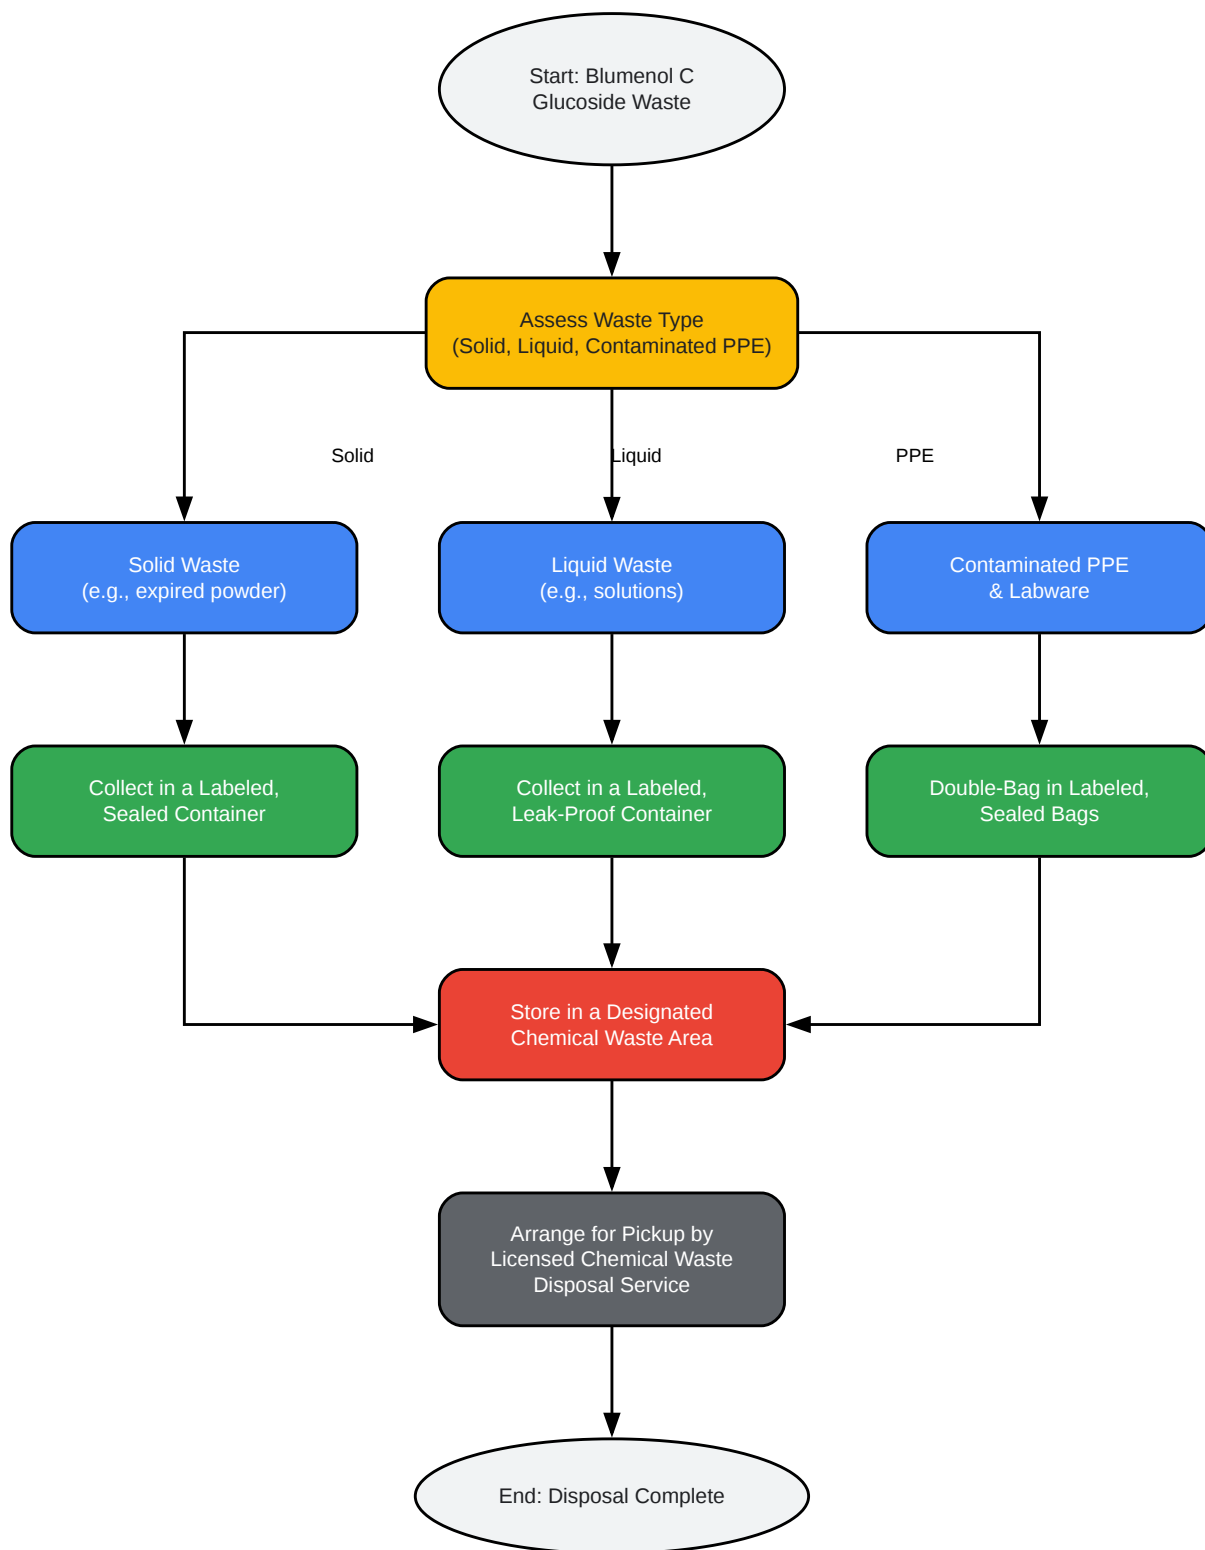 Start: Blumenol C
Glucoside Waste
Assess Waste Type
(Solid, Liquid, Contaminated PPE)
Solid
Liquid
PPE
Solid Waste
(e.g., expired powder)
Liquid Waste
(e.g., solutions)
Contaminated PPE
& Labware
Collect in a Labeled,
Sealed Container
Collect in a Labeled,
Leak-Proof Container
Double-Bag in Labeled,
Sealed Bags
Store in a Designated
Chemical Waste Area
Arrange for Pickup by
Licensed Chemical Waste
Disposal Service
End: Disposal Complete